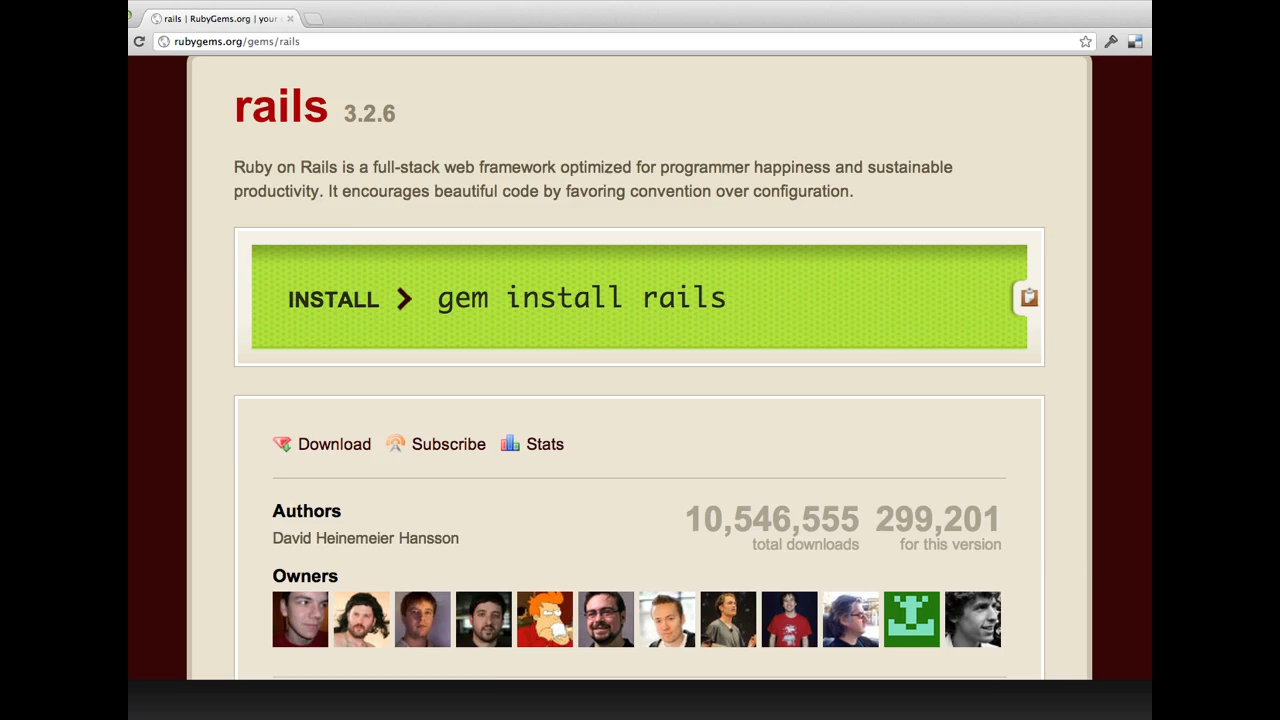 rails | RubyGems.org | your
rubygems.org/gems/rails
rails 3.2.6
Ruby on Rails is a full-stack web framework optimized for programmer happiness and sustainable
productivity. It encourages beautiful code by favoring convention over configuration.
INSTALL gem install rails
Download Subscribe Stats
Authors
David Heinemeier Hansson
10,546,555 299,201
total downloads for this version
Owners